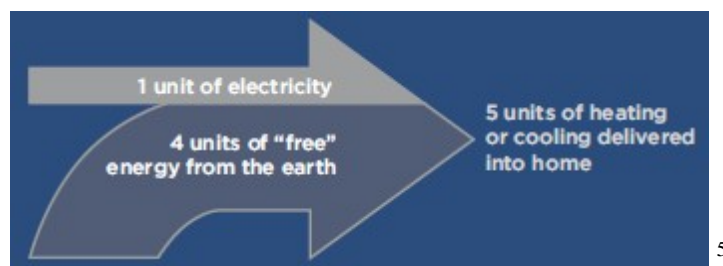 1 unit of electricity
4 units of “free”
energy from the earth
5 units of heating
or cooling delivered
into home
5